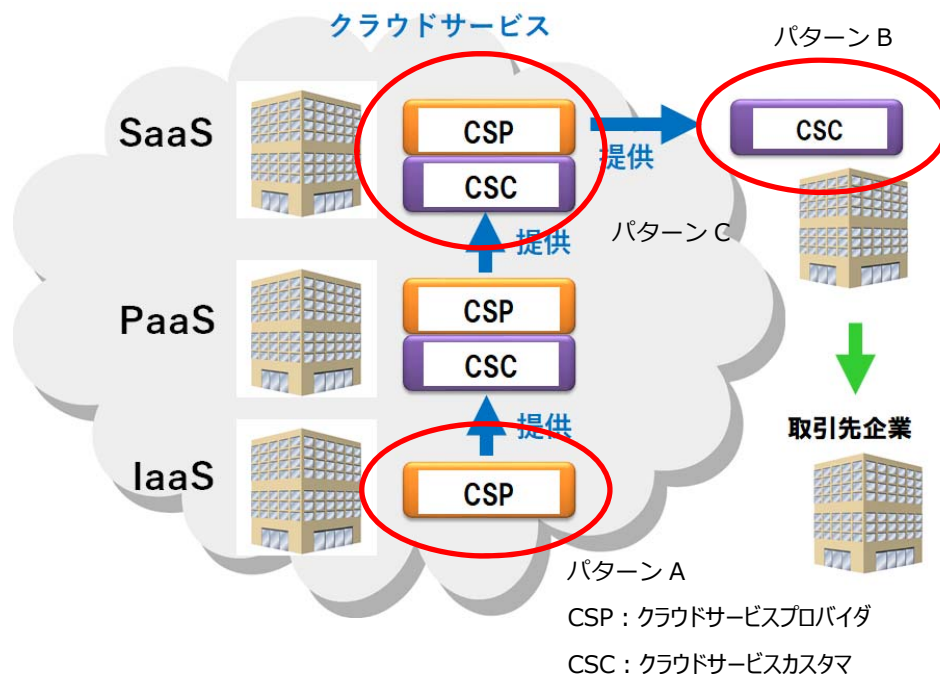 クラウドサービス
パターン B
SaaS
CSP
CSC
提供
CSC
提供
パターン C
PaaS
CSP
CSC
提供
取引先企業
IaaS
CSP
パターン A
CSP：クラウドサービスプロバイダ
CSC：クラウドサービスカスタマ